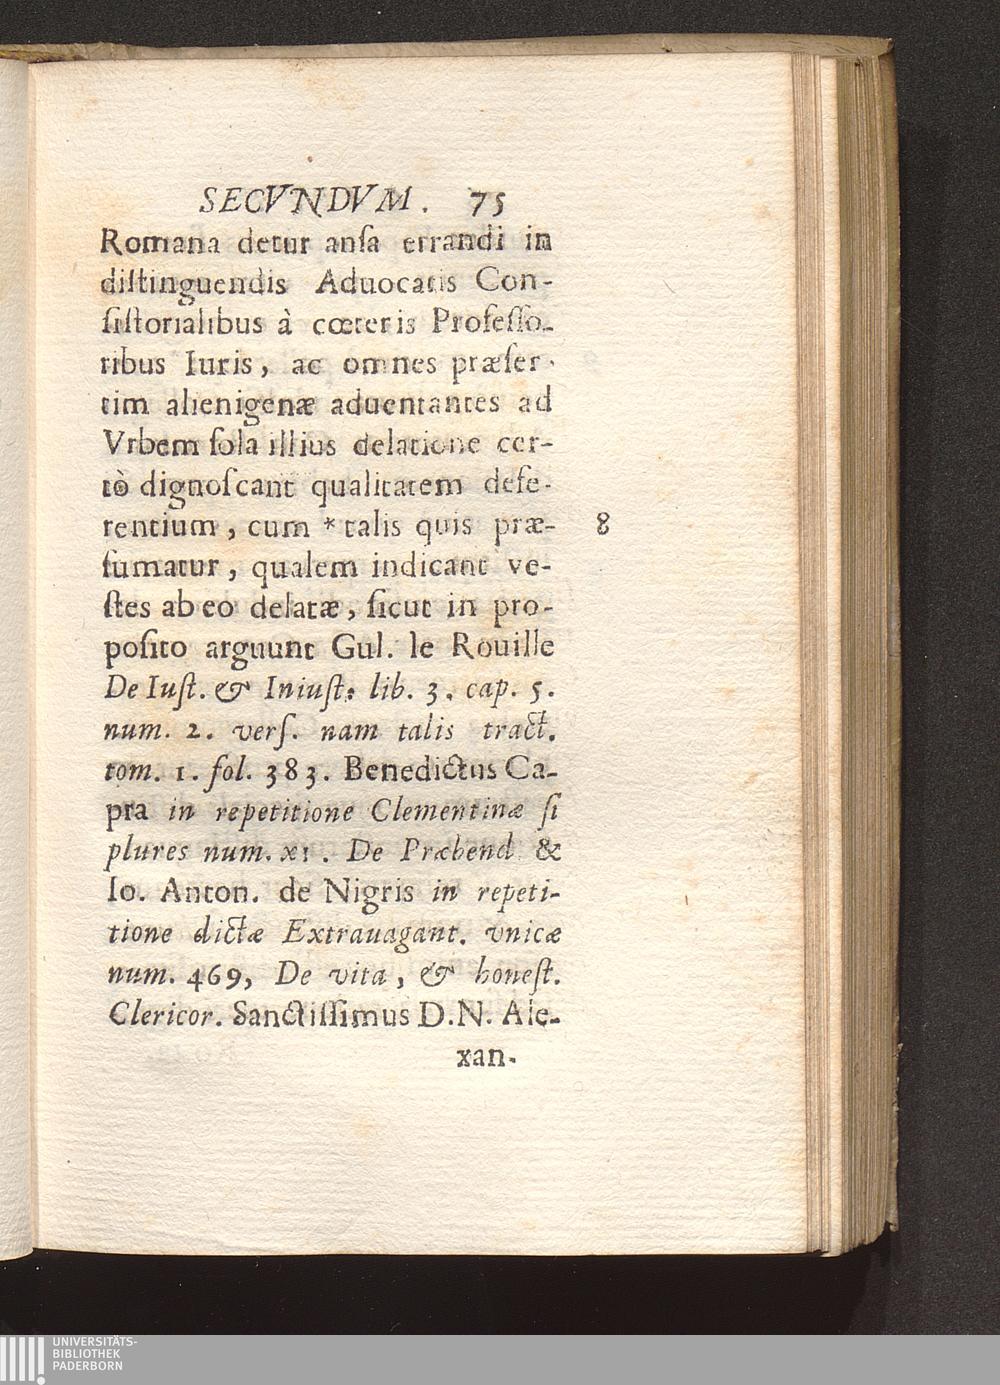 SECVNDVM. 75
Romana detur anſa errandi in
diſtinguendis Aduocatis Con-
ſiſtorialibus à cœteris Profeſſo-
ribus Iuris, ac omnes præſer-
tim alienigenæ aduentantes ad
Vrbem ſola illius delatione cer-
tò dignoſcant qualitatem defe-
rentium, cum * talis quis præ- 8
ſumatur, qualem indicant ve-
ſtes ab eo delatæ, ſicut in pro-
poſito arguunt Gul. le Rouille
De Iuſt. & Iniuſt. lib. 3. cap. 5.
num. 2. verſ. nam talis tract.
tom. 1. fol. 383. Benedictus Ca-
pra in repetitione Clementinæ ſi
plures num. xi. De Præbend. &
Io. Anton. de Nigris in repeti-
tione dictæ Extrauagant. vnicæ
num. 469, De vita, & honeſt.
Clericor. Sanctiſſimus D.N. Ale-
xan-
UNIVERSITÄTS-
BIBLIOTHEK
PADERBORN